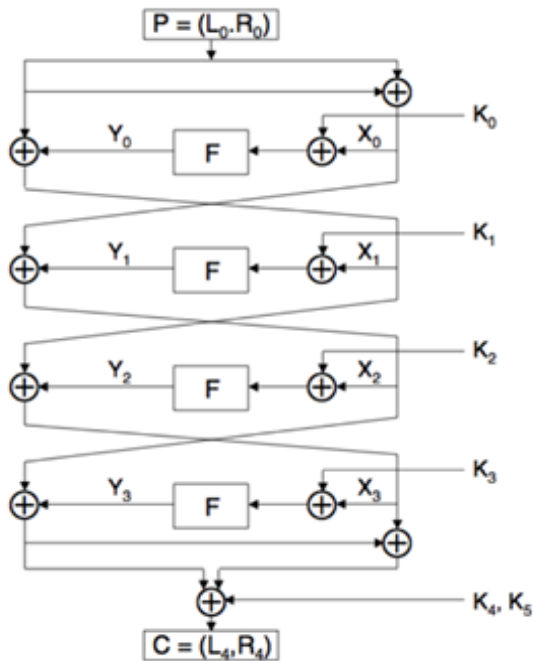 P = (L₀.R₀)
K₀
Y₀ F X₀
K₁
Y₁ F X₁
K₂
Y₂ F X₂
K₃
Y₃ F X₃
K₄, K₅
C = (L₄,R₄)